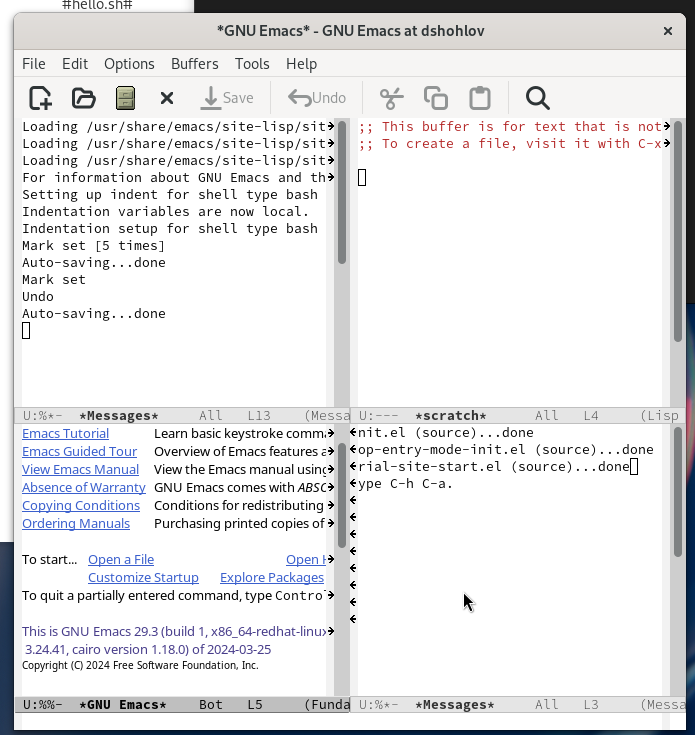 #hello.sh#
*GNU Emacs* - GNU Emacs at dshohlov
File Edit Options Buffers Tools Help
Save Undo
Loading /usr/share/emacs/site-lisp/sit
Loading /usr/share/emacs/site-lisp/sit
Loading /usr/share/emacs/site-lisp/sit
For information about GNU Emacs and th
Setting up indent for shell type bash
Indentation variables are now local.
Indentation setup for shell type bash
Mark set [5 times]
Auto-saving...done
Mark set
Undo
Auto-saving...done
U:%*- *Messages* All L13 (Messa
;; This buffer is for text that is not
;; To create a file, visit it with C-x
U:--- *scratch* All L4 (Lisp
Emacs Tutorial Learn basic keystroke comma
Emacs Guided Tour Overview of Emacs features a
View Emacs Manual View the Emacs manual using
Absence of Warranty GNU Emacs comes with ABSO
Copying Conditions Conditions for redistributing
Ordering Manuals Purchasing printed copies of
To start... Open a File Open H
Customize Startup Explore Packages
To quit a partially entered command, type Contro
This is GNU Emacs 29.3 (build 1, x86_64-redhat-linux
3.24.41, cairo version 1.18.0) of 2024-03-25
Copyright (C) 2024 Free Software Foundation, Inc.
U:%%- *GNU Emacs* Bot L5 (Funda
nit.el (source)...done
op-entry-mode-init.el (source)...done
rial-site-start.el (source)...done
ype C-h C-a.
U:%*- *Messages* All L3 (Messa